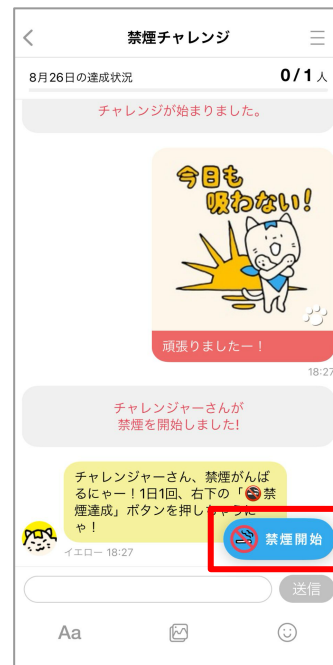 禁煙チャレンジ
8月26日の達成状況
0/1人
チャレンジが始まりました。
今日も
吸わない!
頑張りましたー!
18:27
チャレンジャーさんが
禁煙を開始しました!
チャレンジャーさん、禁煙がんば
るにゃー!1日1回、右下の「🚭禁
煙達成」ボタンを押し
ゃ!
禁煙開始
イエロー 18:27
送信
Aa